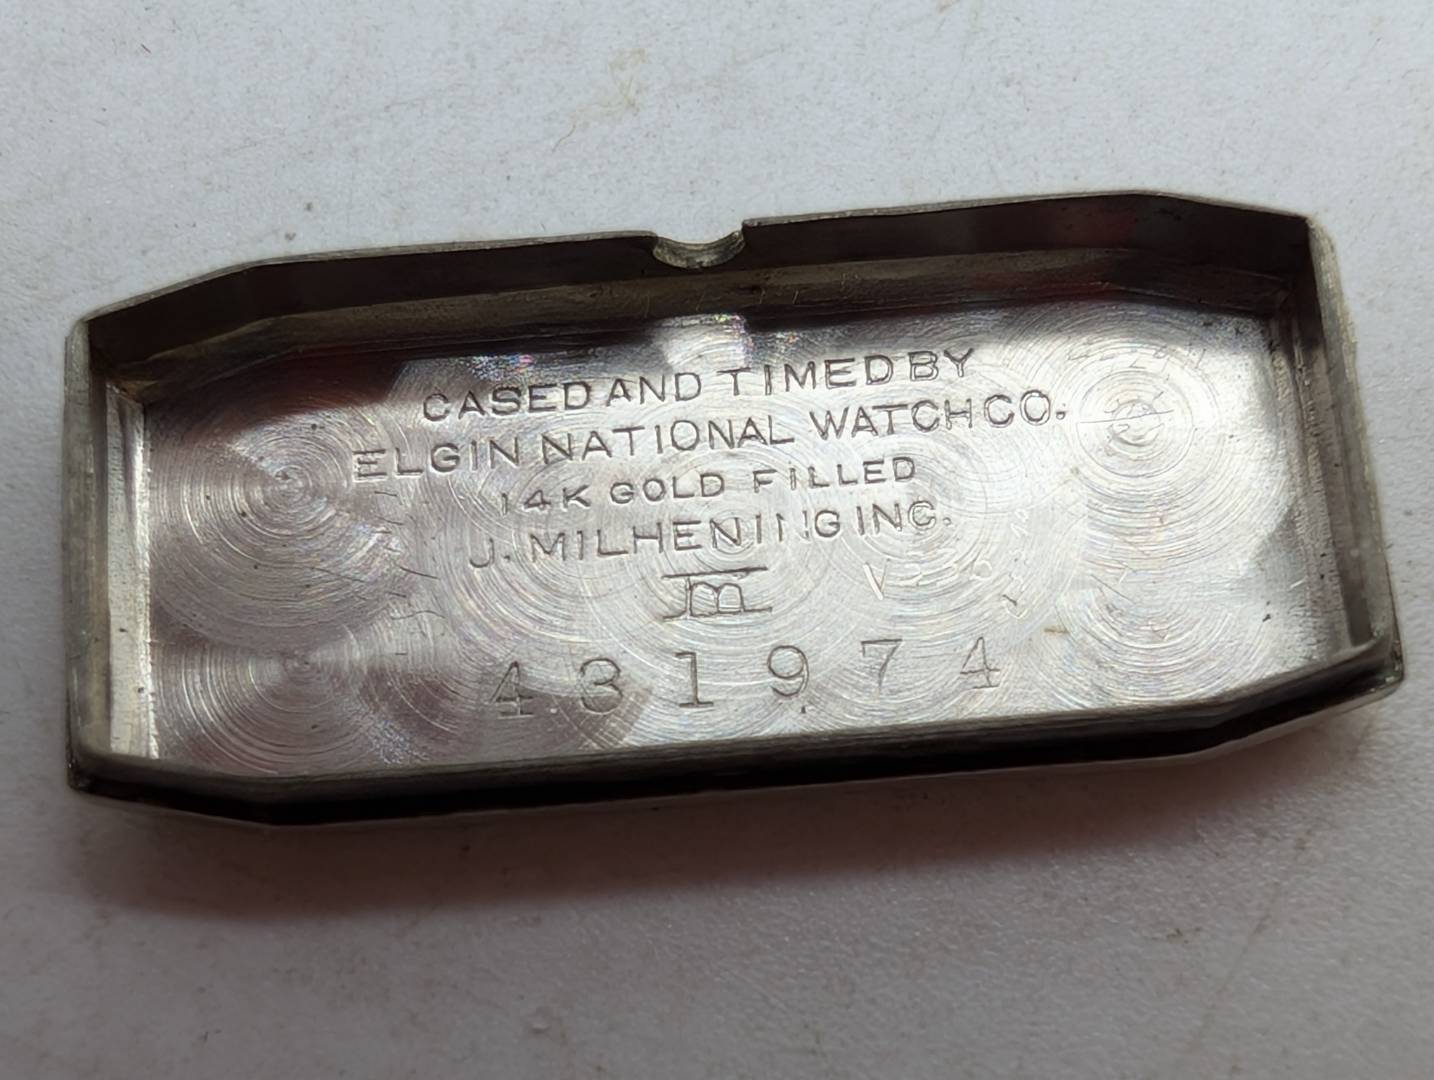 CASED AND TIMED BY
ELGIN NATIONAL WATCH CO.
14K GOLD FILLED
J. MILHENING INC.
B
431974